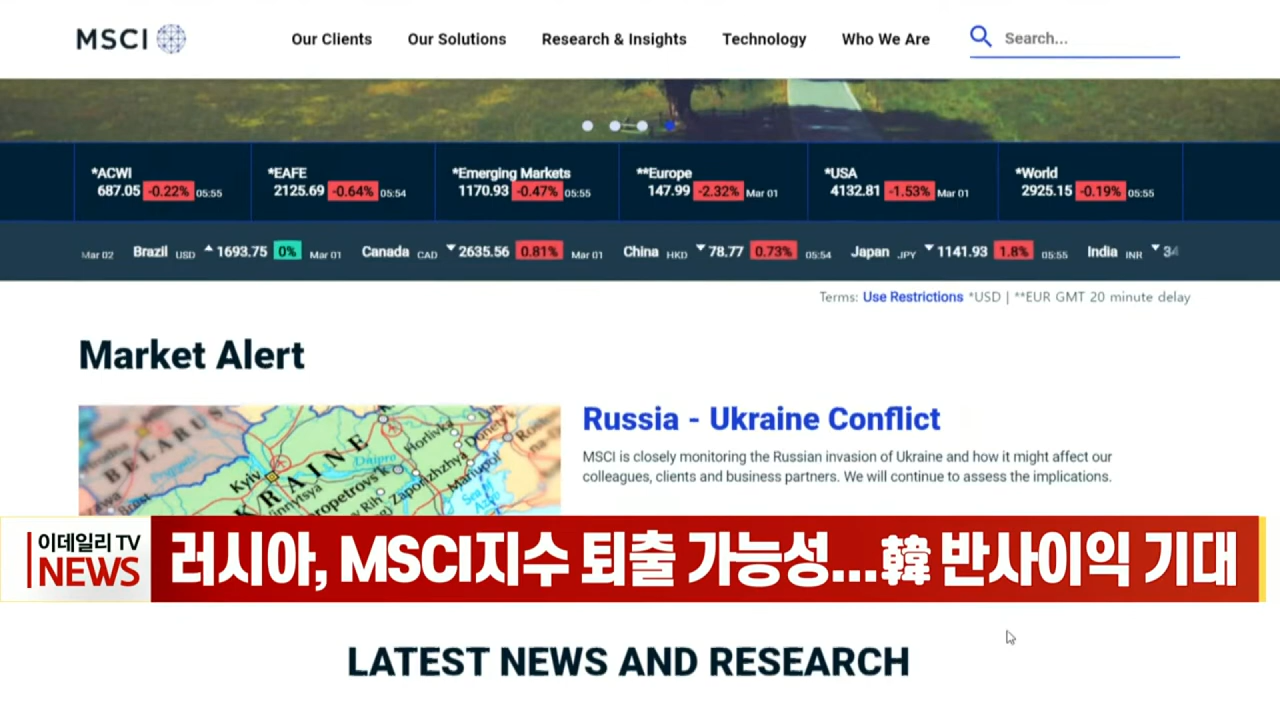 MSCI
Our Clients Our Solutions Research & Insights Technology Who We Are Search...
*ACWI *EAFE *Emerging Markets **Europe *USA *World
687.05 -0.22% 05:55 2125.69 -0.64% 05:54 1170.93 -0.47% 05:55 147.99 -2.32% Mar 01 4132.81 -1.53% Mar 01 2925.15 -0.19% 05:55
Mar 02 Brazil USD 1693.75 0% Mar 01 Canada CAD 2635.56 0.81% Mar 01 China HKD 78.77 0.73% 05:54 Japan JPY 1141.93 1.8% 05:55 India INR
Terms: Use Restrictions *USD | **EUR GMT 20 minute delay
Market Alert
Russia - Ukraine Conflict
MSCI is closely monitoring the Russian invasion of Ukraine and how it might affect our
colleagues, clients and business partners. We will continue to assess the implications.
BELARUS
UKRAINE
Kyiv
Dnipro
Horlivka
Zaporizhzhya
Mariupol'
이데일리 TV
NEWS
러시아, MSCI지수 퇴출 가능성...韓 반사이익 기대
LATEST NEWS AND RESEARCH